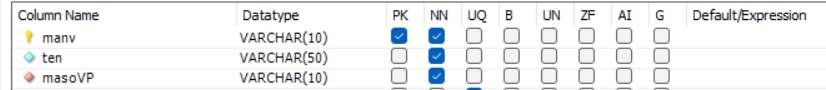 Column Name Datatype PK NN UQ B UN ZF AI G Default/Expression
manv VARCHAR(10)
ten VARCHAR(50)
masoVP VARCHAR(10)